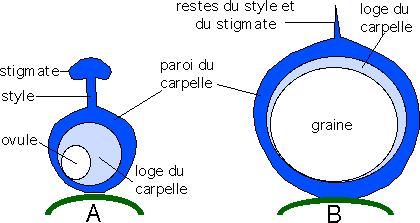 restes du style et
du stigmate
loge du
carpelle
stigmate
style
paroi du
carpelle
ovule
graine
loge du
carpelle
A
B